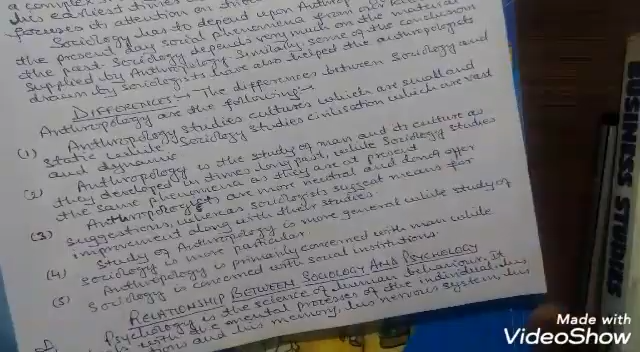 a complex
his earliest times
focuses its attention on
Sociology has to depend upon
the present day social phenomena from our
the past. Sociology depends very much on the material
supplied by Anthropology. Similarly, some of the conclusions
drawn by sociologists have also helped the anthropologists
DIFFERENCES :- The differences between Sociology and
Anthropology are the following :-
(1) Anthropology studies cultures which are small and
static while Sociology studies civilisation which are vast
and dynamic
(2) Anthropology is the study of man and its culture as
they developed in times long past, while Sociology studies
the same phenomena as they are at present
(3) Anthropologists are more neutral and don't offer
suggestions, whereas sociologists suggest means for
improvement along with their studies.
(4) Study of Anthropology is more general while study of
Sociology is more particular
(5) Anthropology is primarily concerned with man while
Sociology is concerned with social institutions.
RELATIONSHIP BETWEEN SOCIOLOGY AND PSYCHOLOGY
Psychology is the science of human behaviour. It
with the mental processes of the individual, his
and his memory, his nervous system, his
BUSINESS STUDIES
Made with
VideoShow